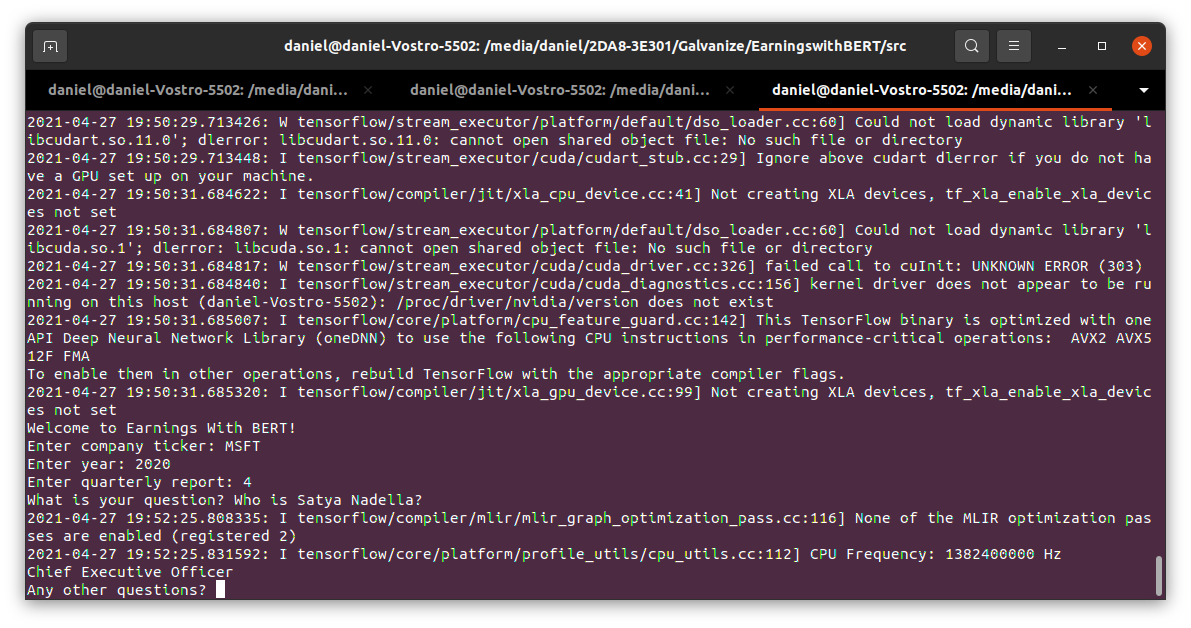 daniel@daniel-Vostro-5502: /media/daniel/2DA8-3E301/Galvanize/EarningswithBERT/src
daniel@daniel-Vostro-5502: /media/dani... × daniel@daniel-Vostro-5502: /media/dani... × daniel@daniel-Vostro-5502: /media/dani... ×
2021-04-27 19:50:29.713426: W tensorflow/stream_executor/platform/default/dso_loader.cc:60] Could not load dynamic library 'l
ibcudart.so.11.0'; dlerror: libcudart.so.11.0: cannot open shared object file: No such file or directory
2021-04-27 19:50:29.713448: I tensorflow/stream_executor/cuda/cudart_stub.cc:29] Ignore above cudart dlerror if you do not ha
ve a GPU set up on your machine.
2021-04-27 19:50:31.684622: I tensorflow/compiler/jit/xla_cpu_device.cc:41] Not creating XLA devices, tf_xla_enable_xla_devic
es not set
2021-04-27 19:50:31.684807: W tensorflow/stream_executor/platform/default/dso_loader.cc:60] Could not load dynamic library 'l
ibcuda.so.1'; dlerror: libcuda.so.1: cannot open shared object file: No such file or directory
2021-04-27 19:50:31.684817: W tensorflow/stream_executor/cuda/cuda_driver.cc:326] failed call to cuInit: UNKNOWN ERROR (303)
2021-04-27 19:50:31.684840: I tensorflow/stream_executor/cuda/cuda_diagnostics.cc:156] kernel driver does not appear to be ru
nning on this host (daniel-Vostro-5502): /proc/driver/nvidia/version does not exist
2021-04-27 19:50:31.685007: I tensorflow/core/platform/cpu_feature_guard.cc:142] This TensorFlow binary is optimized with one
API Deep Neural Network Library (oneDNN) to use the following CPU instructions in performance-critical operations:  AVX2 AVX5
12F FMA
To enable them in other operations, rebuild TensorFlow with the appropriate compiler flags.
2021-04-27 19:50:31.685320: I tensorflow/compiler/jit/xla_gpu_device.cc:99] Not creating XLA devices, tf_xla_enable_xla_devic
es not set
Welcome to Earnings With BERT!
Enter company ticker: MSFT
Enter year: 2020
Enter quarterly report: 4
What is your question? Who is Satya Nadella?
2021-04-27 19:52:25.808335: I tensorflow/compiler/mlir/mlir_graph_optimization_pass.cc:116] None of the MLIR optimization pas
ses are enabled (registered 2)
2021-04-27 19:52:25.831592: I tensorflow/core/platform/profile_utils/cpu_utils.cc:112] CPU Frequency: 1382400000 Hz
Chief Executive Officer
Any other questions?